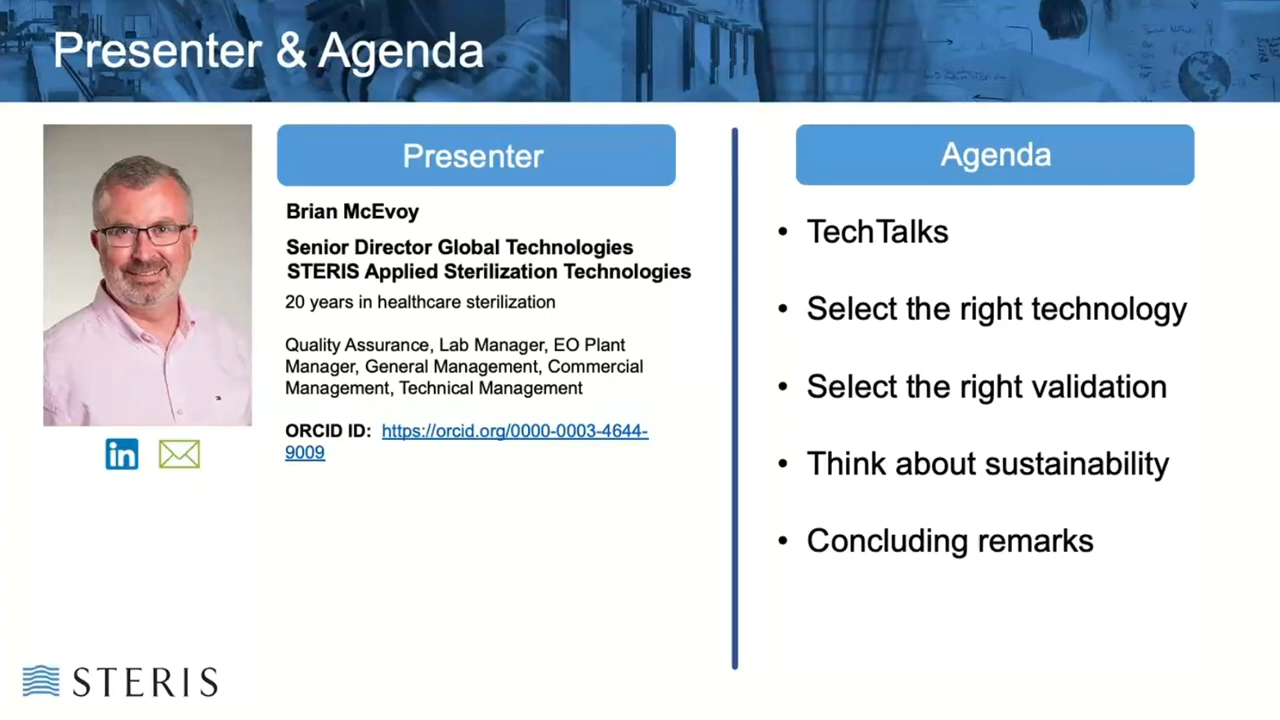 Presenter & Agenda
Presenter
Brian McEvoy
Senior Director Global Technologies
STERIS Applied Sterilization Technologies
20 years in healthcare sterilization
Quality Assurance, Lab Manager, EO Plant
Manager, General Management, Commercial
Management, Technical Management
ORCID ID: https://orcid.org/0000-0003-4644-
9009
in
Agenda
• TechTalks
• Select the right technology
• Select the right validation
• Think about sustainability
• Concluding remarks
STERIS